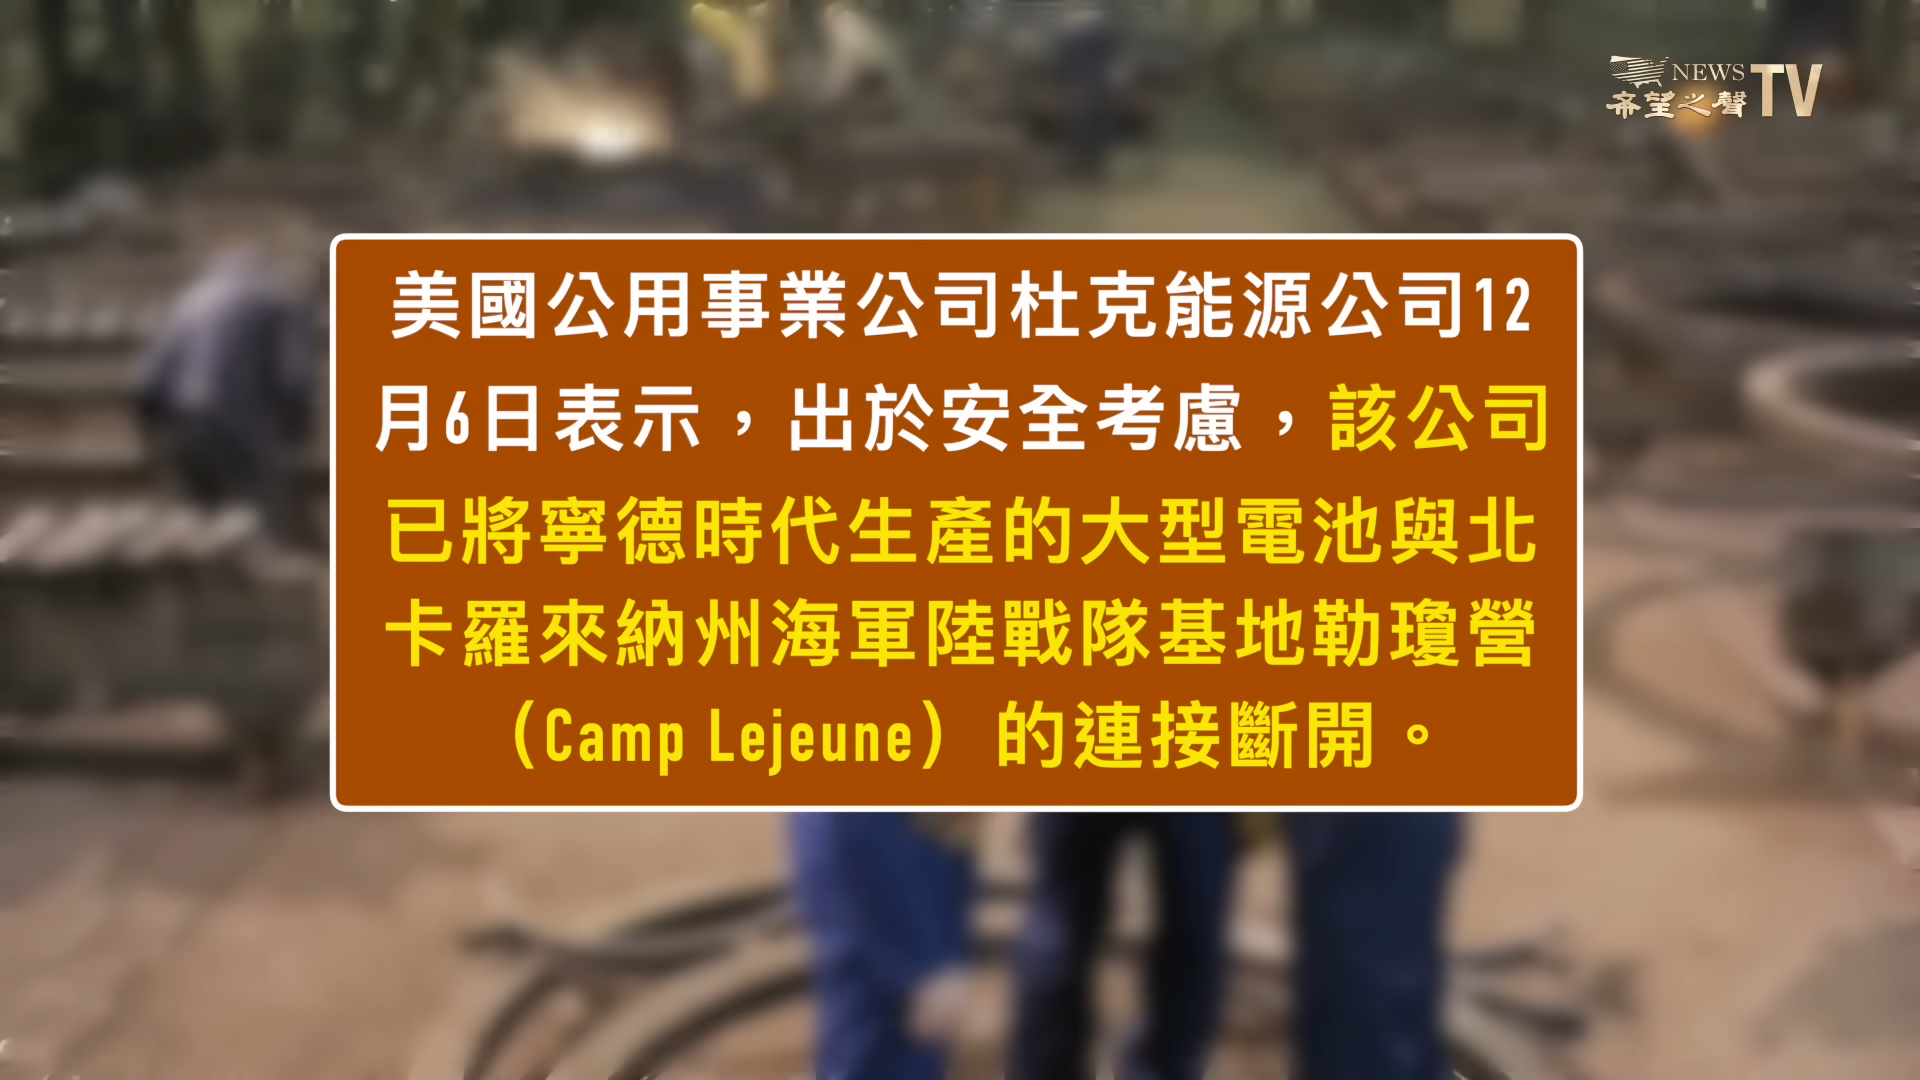 NEWS
希望之聲TV
美國公用事業公司杜克能源公司12
月6日表示，出於安全考慮，該公司
已將寧德時代生產的大型電池與北
卡羅來納州海軍陸戰隊基地勒瓊營
（Camp Lejeune）的連接斷開。